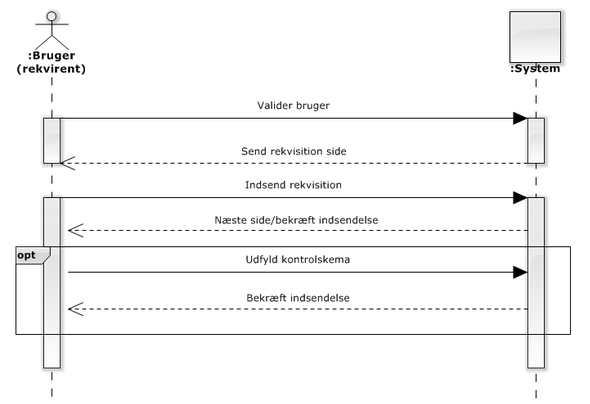 :Bruger
(rekvirent)
:System
Valider bruger
Send rekvisition side
Indsend rekvisition
Næste side/bekræft indsendelse
opt
Udfyld kontrolskema
Bekræft indsendelse